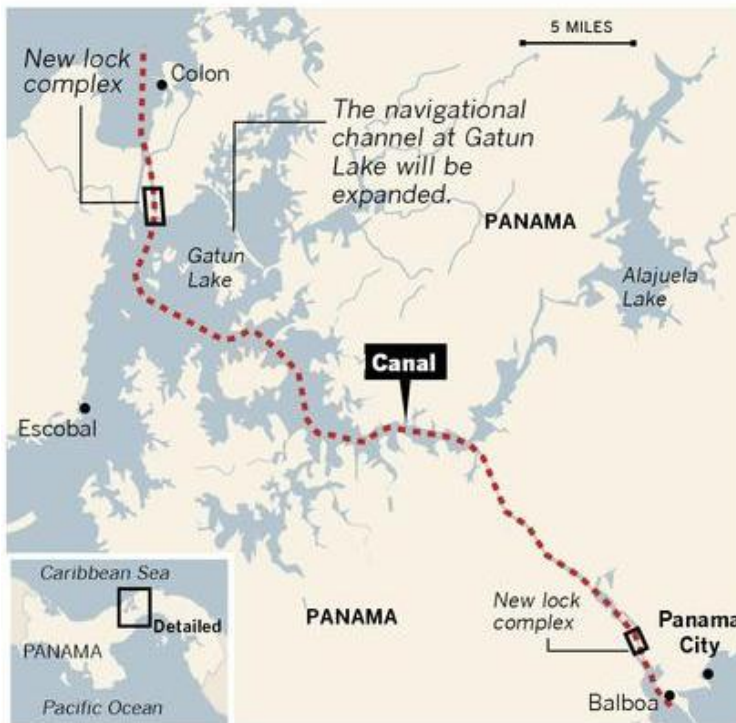 5 MILES
New lock
complex
Colon
The navigational
channel at Gatun
Lake will be
expanded.
PANAMA
Gatun
Lake
Alajuela
Lake
Canal
Escobal
Caribbean Sea
Detailed
PANAMA
Pacific Ocean
PANAMA
New lock
complex
Panama
City
Balboa